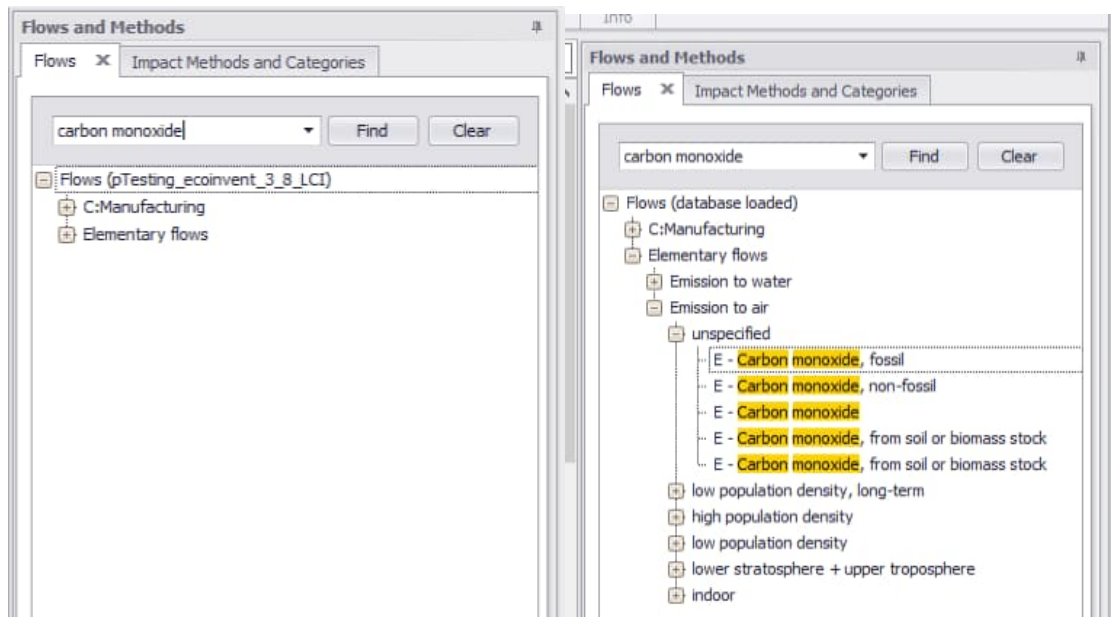 Flows and Methods
Flows
Impact Methods and Categories
carbon monoxide
Find
Clear
Flows (pTesting_ecoinvent_3_8_LCI)
C:Manufacturing
Elementary flows
Info
Flows and Methods
Flows
Impact Methods and Categories
carbon monoxide
Find
Clear
Flows (database loaded)
C:Manufacturing
Elementary flows
Emission to water
Emission to air
unspecified
E - Carbon monoxide, fossil
E - Carbon monoxide, non-fossil
E - Carbon monoxide
E - Carbon monoxide, from soil or biomass stock
E - Carbon monoxide, from soil or biomass stock
low population density, long-term
high population density
low population density
lower stratosphere + upper troposphere
indoor